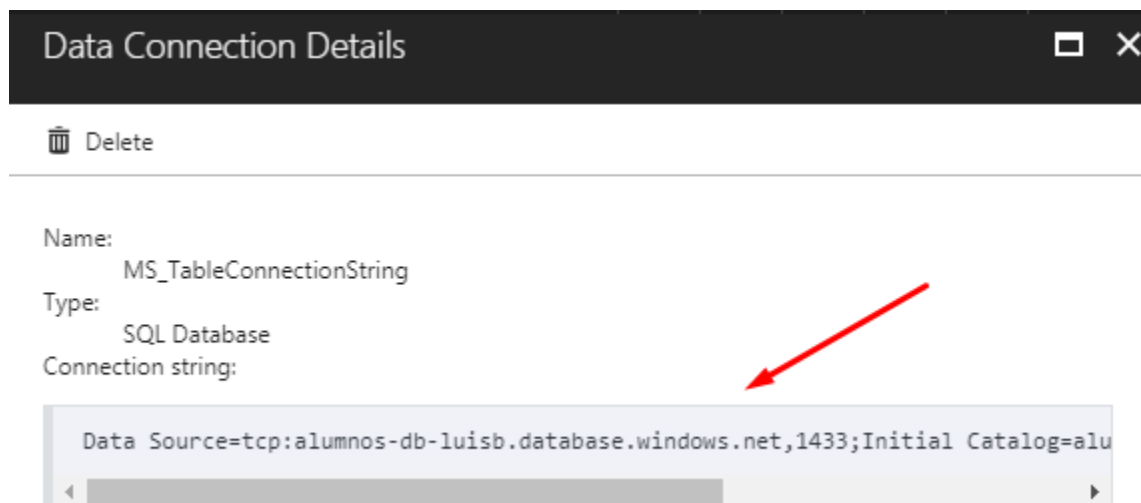 Data Connection Details
Delete
Name:
MS_TableConnectionString
Type:
SQL Database
Connection string:
Data Source=tcp:alumnos-db-luisb.database.windows.net,1433;Initial Catalog=alu